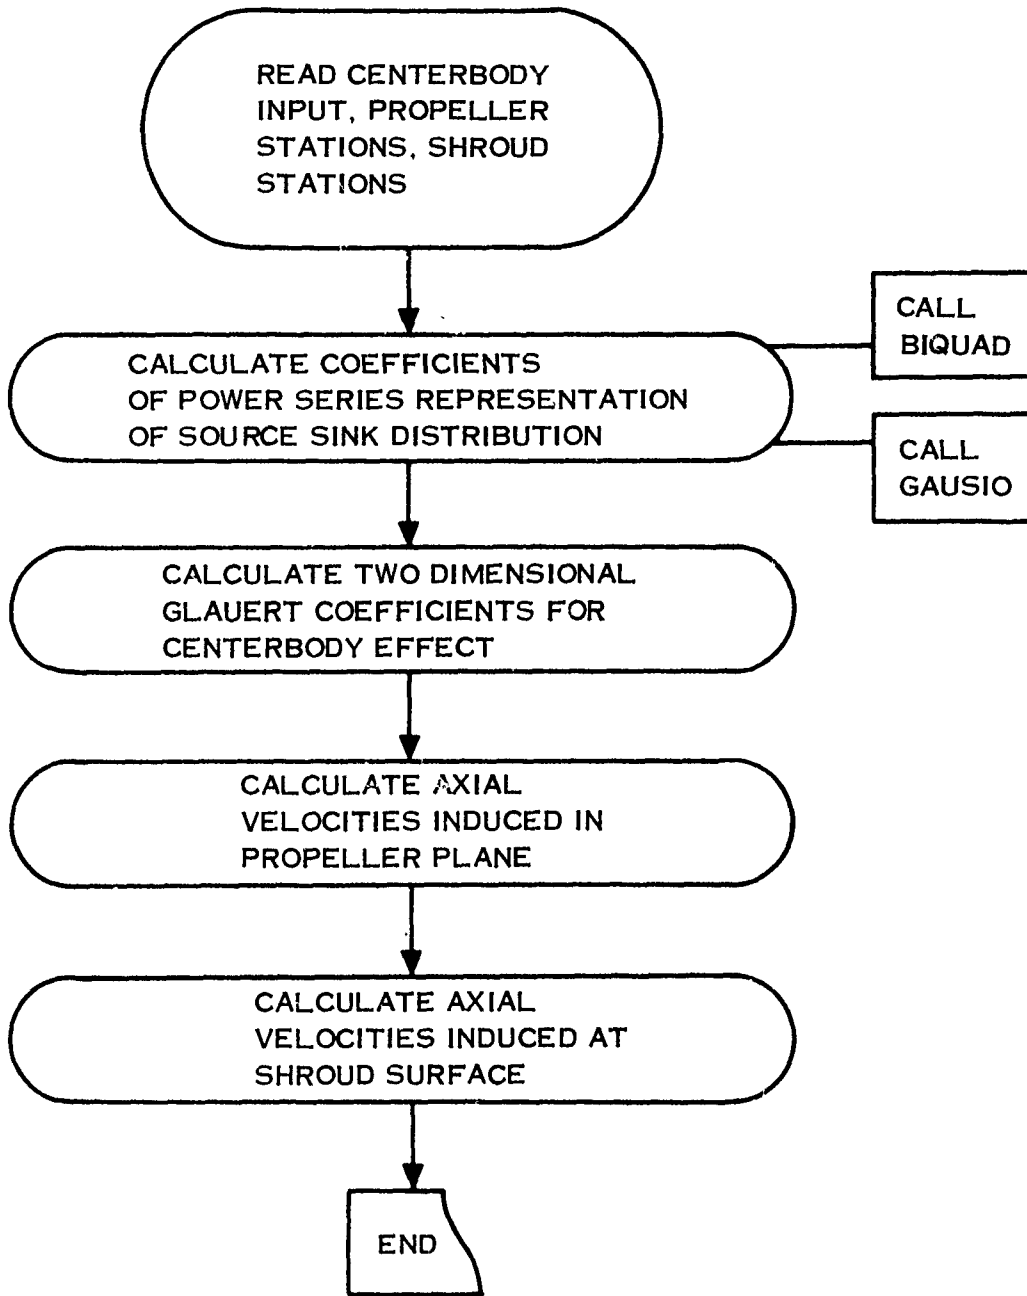 READ CENTERBODY
INPUT, PROPELLER
STATIONS, SHROUD
STATIONS
CALCULATE COEFFICIENTS
OF POWER SERIES REPRESENTATION
OF SOURCE SINK DISTRIBUTION
CALL
BIQUAD
CALL
GAUSIO
CALCULATE TWO DIMENSIONAL
GLAUERT COEFFICIENTS FOR
CENTERBODY EFFECT
CALCULATE AXIAL
VELOCITIES INDUCED IN
PROPELLER PLANE
CALCULATE AXIAL
VELOCITIES INDUCED AT
SHROUD SURFACE
END